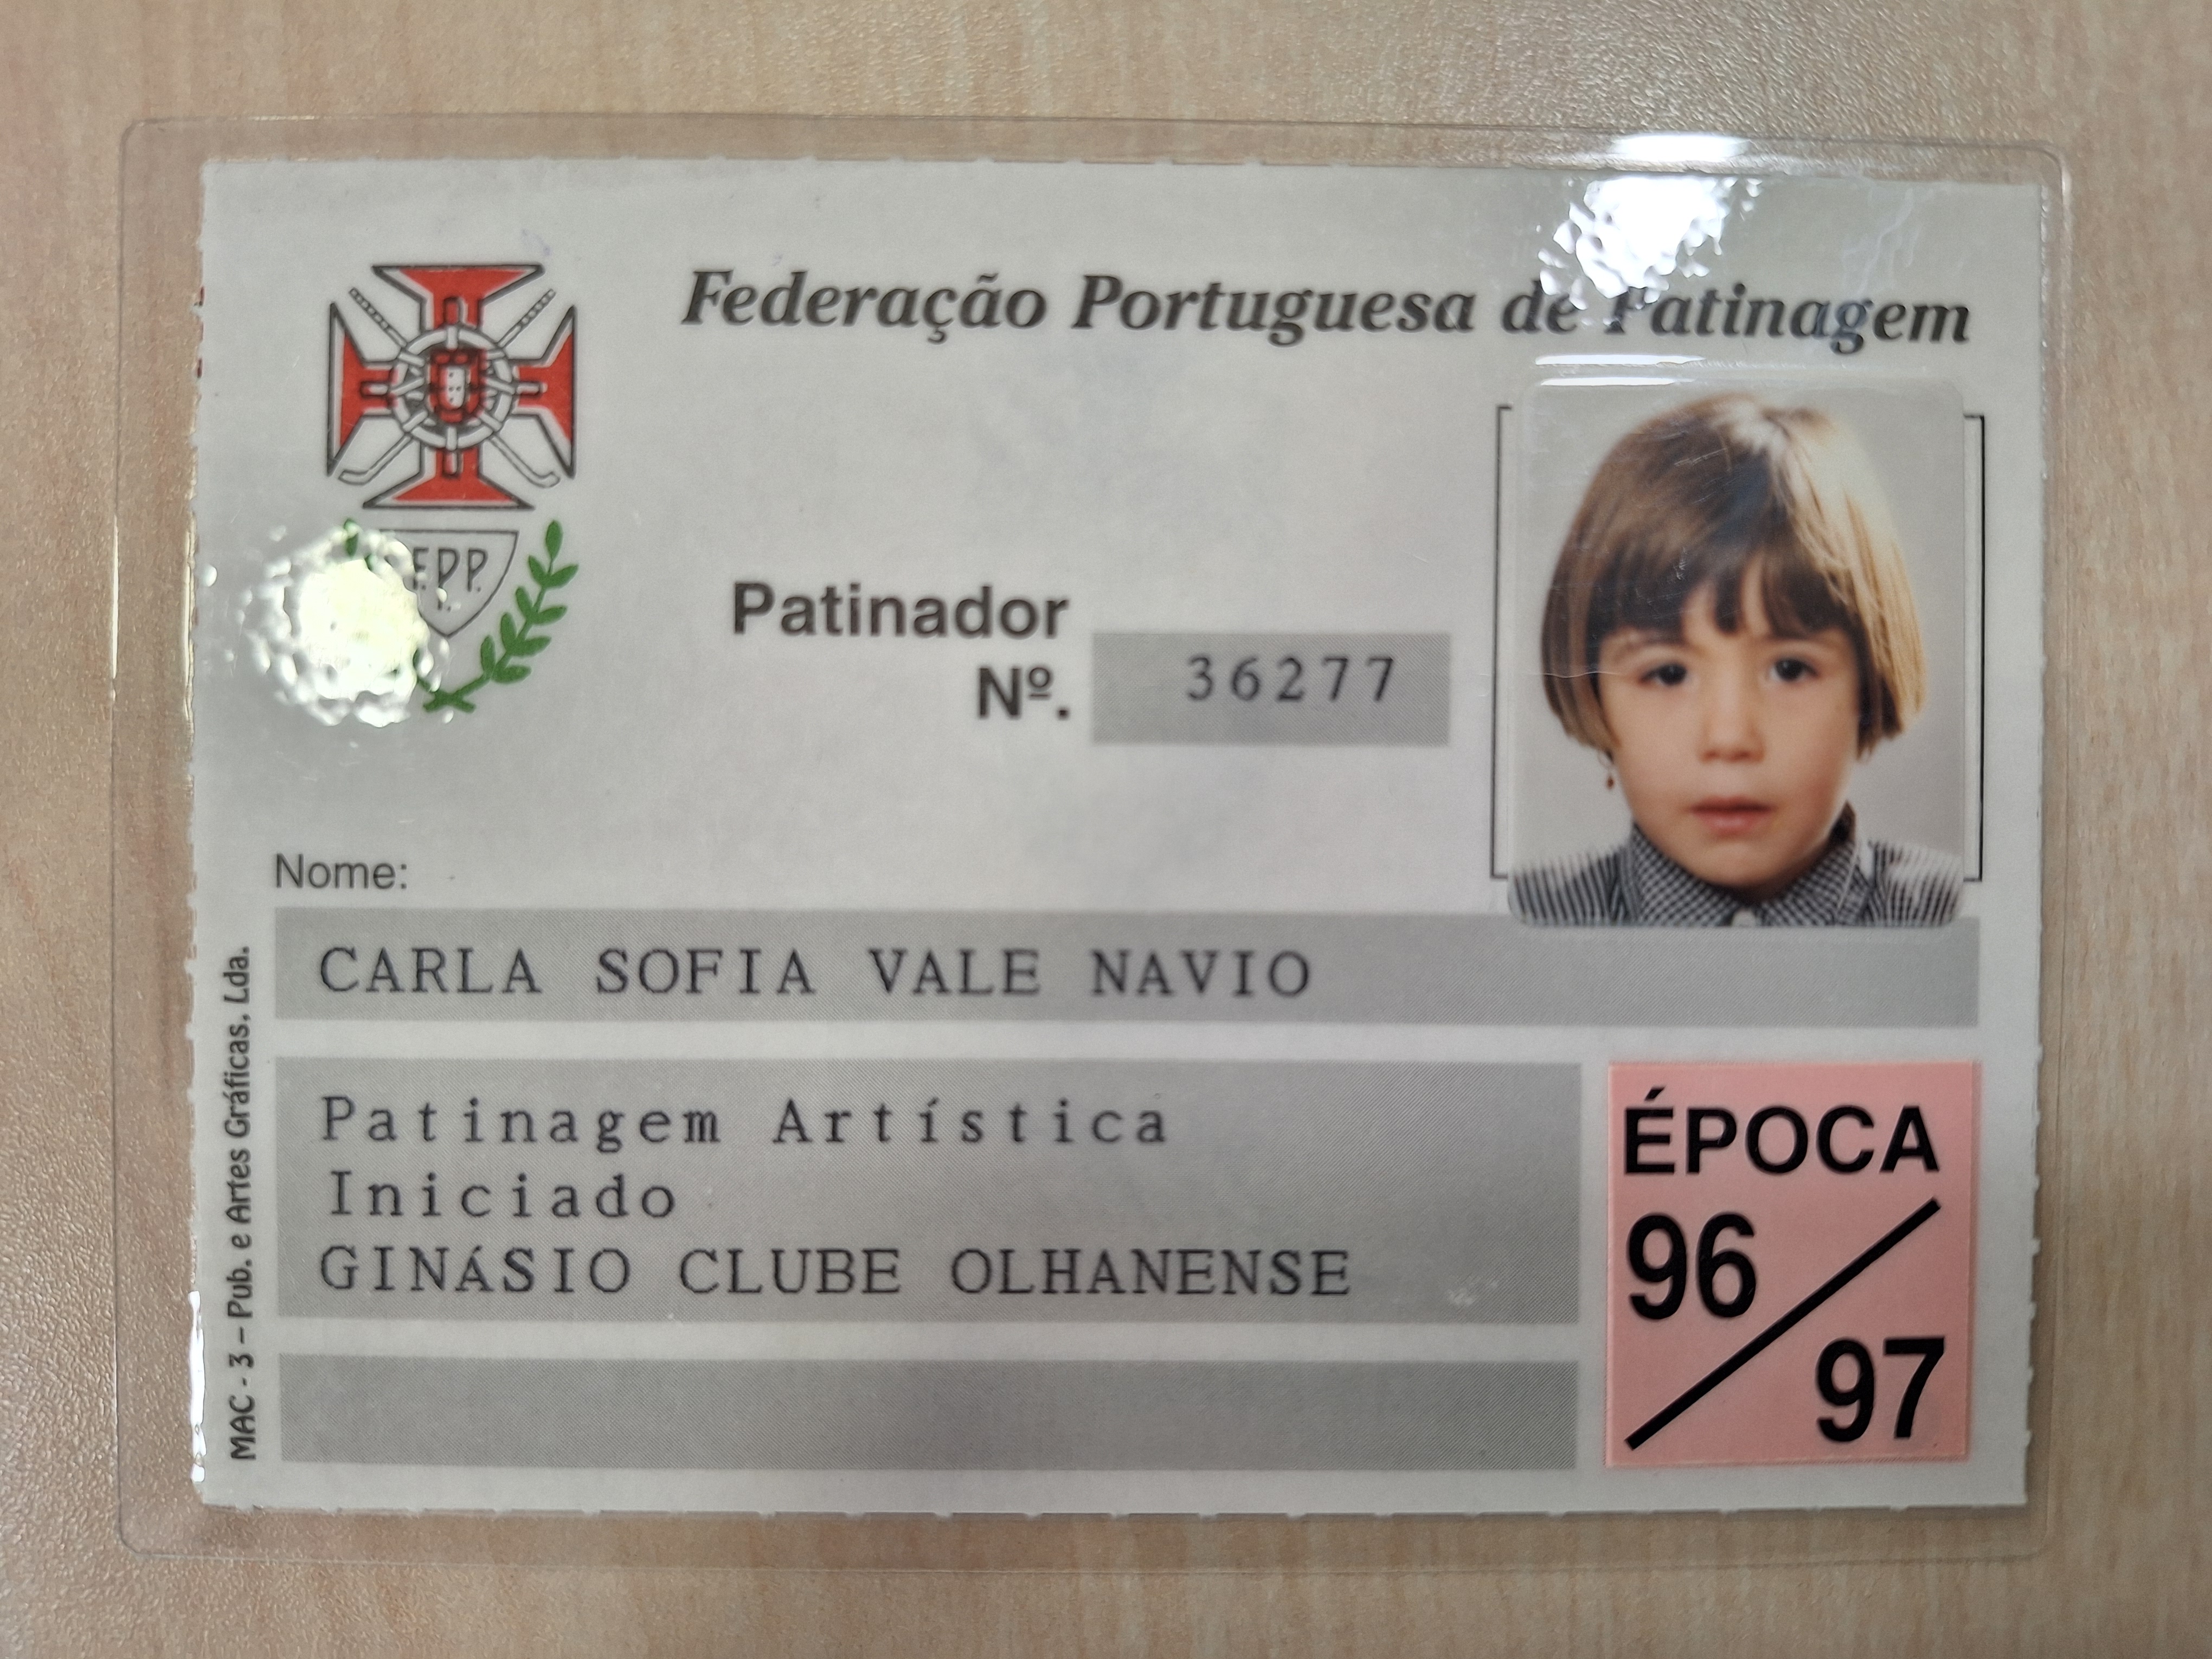 Federação Portuguesa de Patinagem
F.P.P.
Patinador
Nº. 36277
Nome:
CARLA SOFIA VALE NAVIO
Patinagem Artística
Iniciado
GINÁSIO CLUBE OLHANENSE
ÉPOCA
96
97
MAC - 3 – Pub. e Artes Gráficas, Lda.